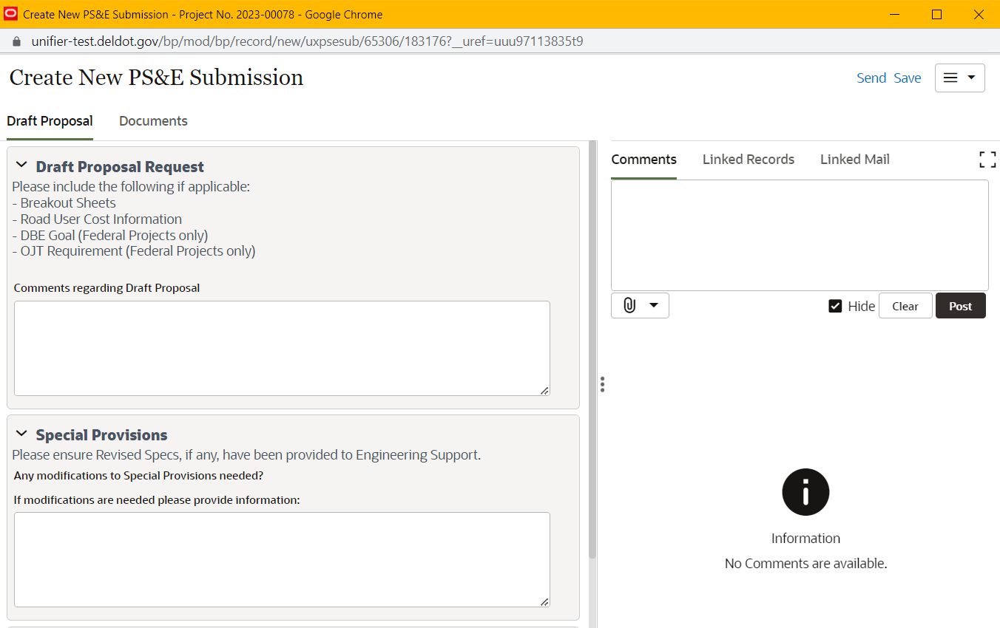 Create New PS&E Submission - Project No. 2023-00078 - Google Chrome
unifier-test.deldot.gov/bp/mod/bp/record/new/uxpsesub/65306/183176?__uref=uuu97113835t9
Create New PS&E Submission
Send Save
Draft Proposal Documents
Draft Proposal Request
Please include the following if applicable:
- Breakout Sheets
- Road User Cost Information
- DBE Goal (Federal Projects only)
- OJT Requirement (Federal Projects only)
Comments regarding Draft Proposal
Special Provisions
Please ensure Revised Specs, if any, have been provided to Engineering Support.
Any modifications to Special Provisions needed?
If modifications are needed please provide information:
Comments Linked Records Linked Mail
Hide Clear Post
Information
No Comments are available.